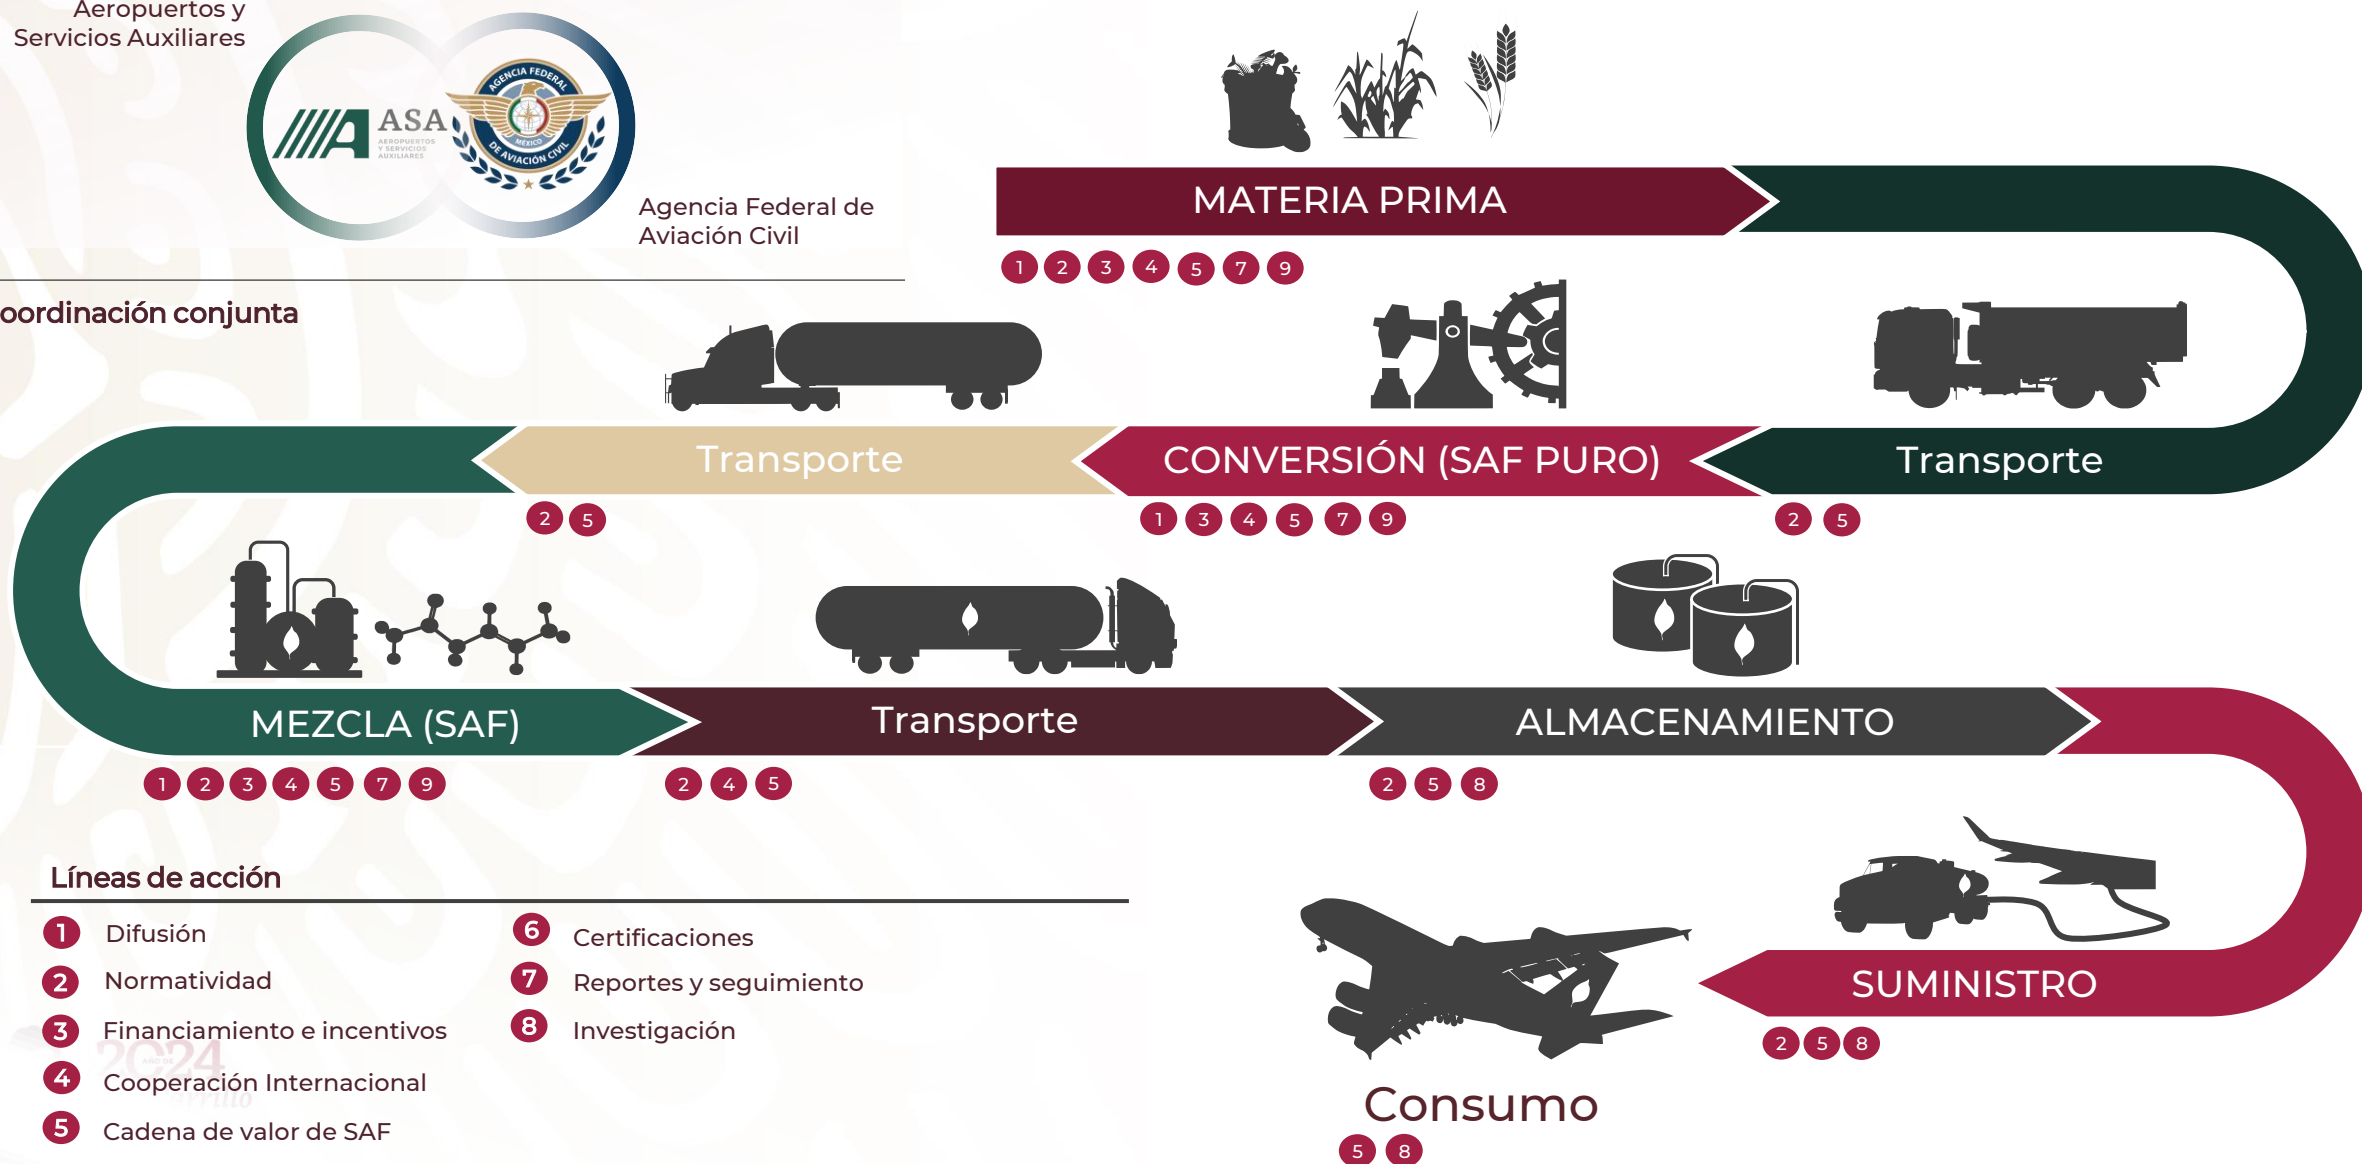 Aeropuertos y
Servicios Auxiliares
ASA
AEROPUERTOS
Y SERVICIOS
AUXILIARES
AGENCIA FEDERAL
MÉXICO
DE AVIACIÓN CIVIL
Agencia Federal de
Aviación Civil
oordinación conjunta
MATERIA PRIMA
1 2 3 4 5 7 9
Transporte
2 5
CONVERSIÓN (SAF PURO)
1 3 4 5 7 9
Transporte
2 5
MEZCLA (SAF)
1 2 3 4 5 7 9
Transporte
2 4 5
ALMACENAMIENTO
2 5 8
SUMINISTRO
2 5 8
Consumo
5 8
Líneas de acción
1 Difusión
2 Normatividad
3 Financiamiento e incentivos
4 Cooperación Internacional
5 Cadena de valor de SAF
6 Certificaciones
7 Reportes y seguimiento
8 Investigación
2024
AÑO DE